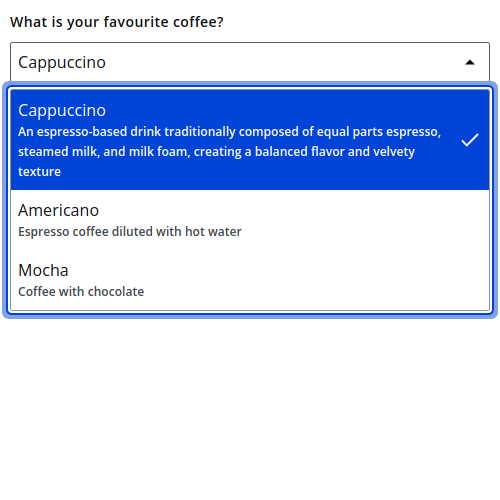 What is your favourite coffee?
Cappuccino
Cappuccino
An espresso-based drink traditionally composed of equal parts espresso,
steamed milk, and milk foam, creating a balanced flavor and velvety
texture
Americano
Espresso coffee diluted with hot water
Mocha
Coffee with chocolate